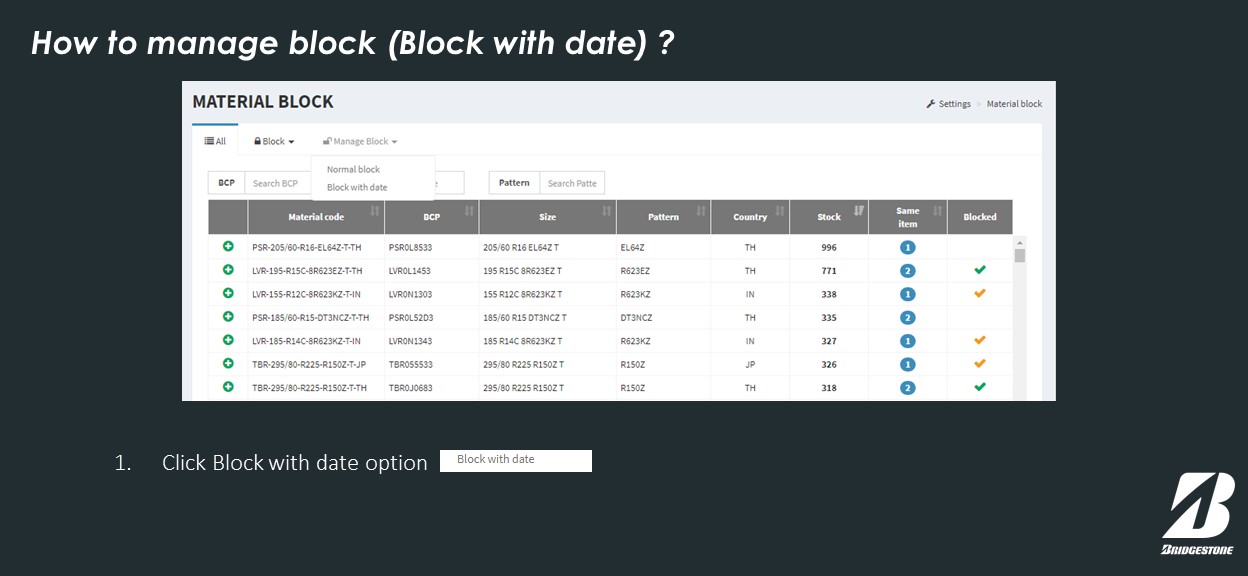 How to manage block (Block with date) ?
MATERIAL BLOCK
Settings > Material block
All Block Manage Block
Normal block
Block with date
BCP Search BCP Pattern Search Patte
Material code BCP Size Pattern Country Stock Same item Blocked
PSR-205/60-R16-EL64Z-T-TH PSR0L8533 205/60 R16 EL64Z T EL64Z TH 996 1
LVR-195-R15C-8R623EZ-T-TH LVR0L1453 195 R15C 8R623EZ T R623EZ TH 771 2
LVR-155-R12C-8R623KZ-T-IN LVR0N1303 155 R12C 8R623KZ T R623KZ IN 338 1
PSR-185/60-R15-DT3NCZ-T-TH PSR0L52D3 185/60 R15 DT3NCZ T DT3NCZ TH 335 2
LVR-185-R14C-8R623KZ-T-IN LVR0N1343 185 R14C 8R623KZ T R623KZ IN 327 1
TBR-295/80-R225-R150Z-T-JP TBR055533 295/80 R225 R150Z T R150Z JP 326 1
TBR-295/80-R225-R150Z-T-TH TBR0J0683 295/80 R225 R150Z T R150Z TH 318 2
1. Click Block with date option Block with date
BRIDGESTONE